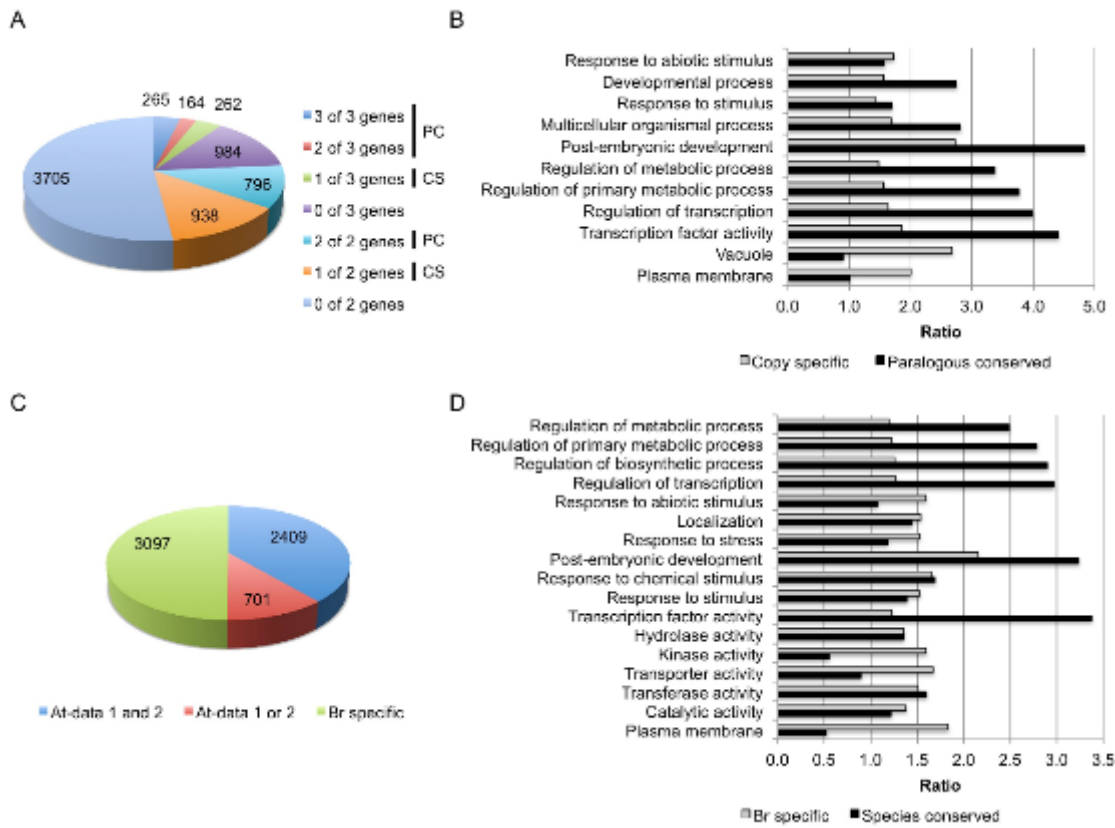 A
265 164 262
984
796
938
3705
3 of 3 genes
2 of 3 genes
PC
1 of 3 genes
CS
0 of 3 genes
2 of 2 genes
PC
1 of 2 genes
CS
0 of 2 genes
B
Response to abiotic stimulus
Developmental process
Response to stimulus
Multicellular organismal process
Post-embryonic development
Regulation of metabolic process
Regulation of primary metabolic process
Regulation of transcription
Transcription factor activity
Vacuole
Plasma membrane
0.0 1.0 2.0 3.0 4.0 5.0
Ratio
Copy specific Paralogous conserved
C
3097
2409
701
At-data 1 and 2 At-data 1 or 2 Br specific
D
Regulation of metabolic process
Regulation of primary metabolic process
Regulation of biosynthetic process
Regulation of transcription
Response to abiotic stimulus
Localization
Response to stress
Post-embryonic development
Response to chemical stimulus
Response to stimulus
Transcription factor activity
Hydrolase activity
Kinase activity
Transporter activity
Transferase activity
Catalytic activity
Plasma membrane
0.0 0.5 1.0 1.5 2.0 2.5 3.0 3.5
Ratio
Br specific Species conserved